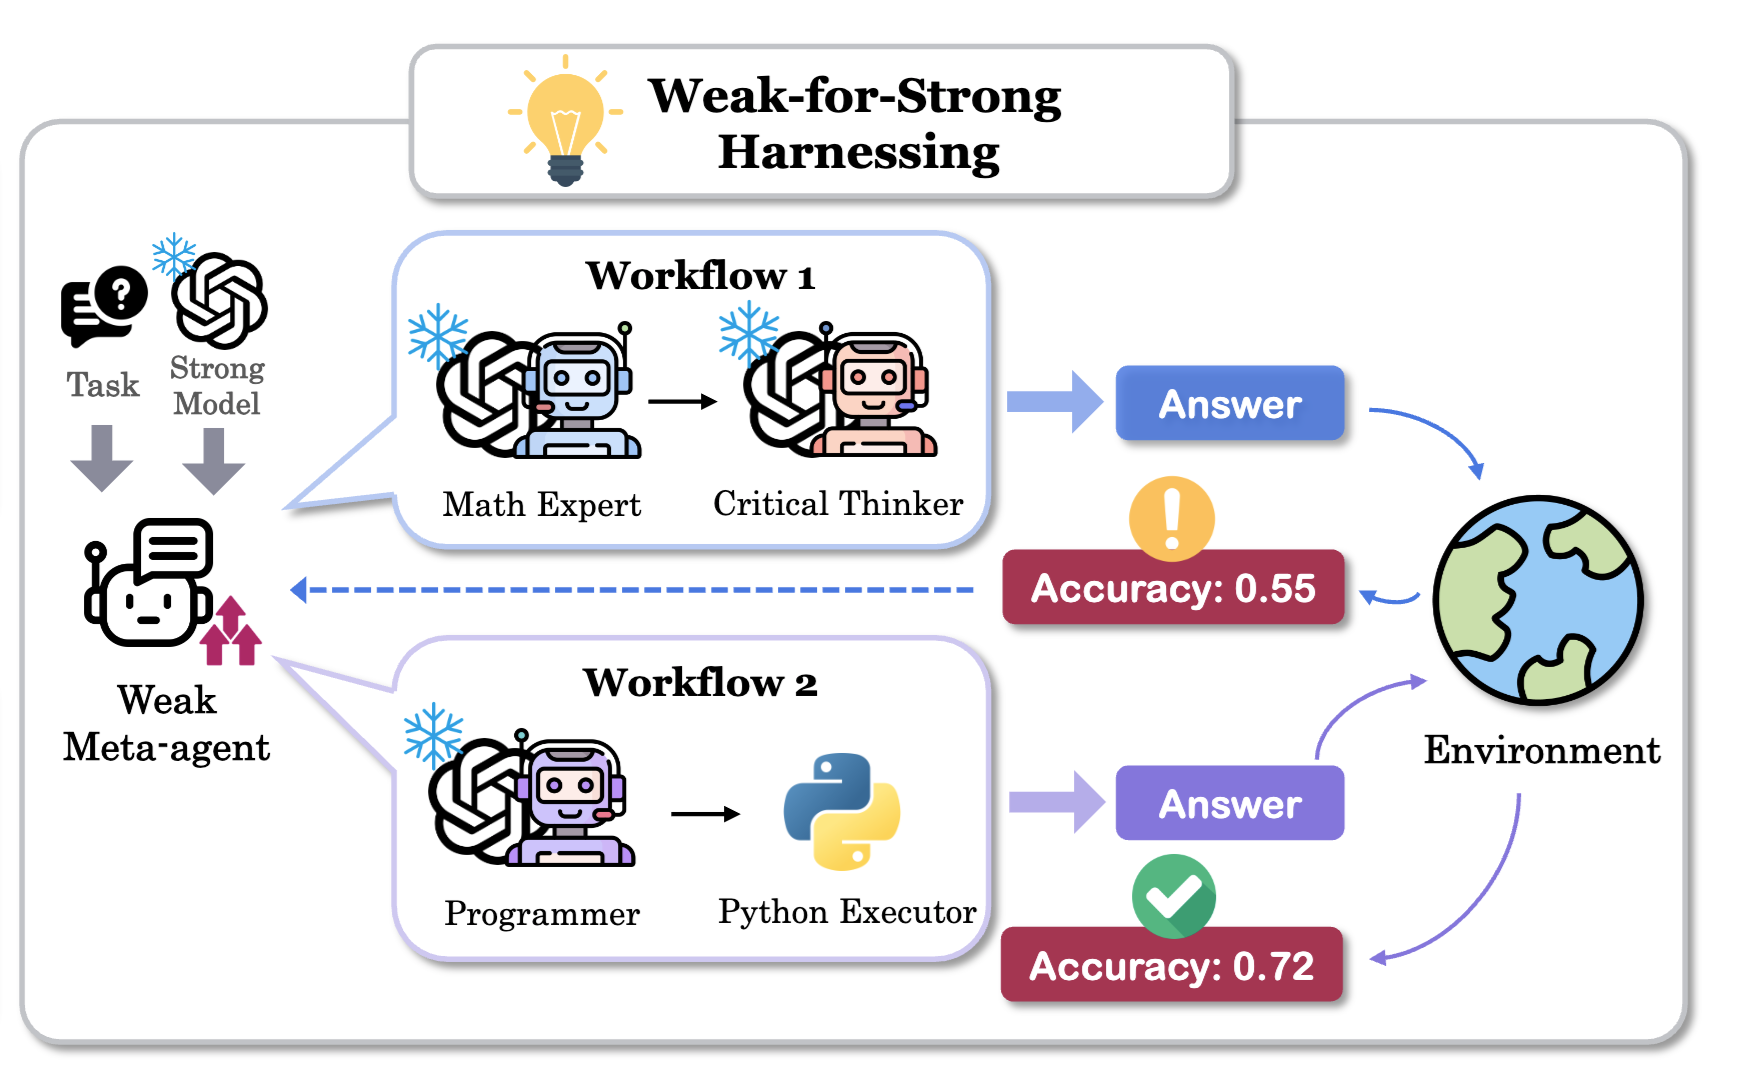 Weak-for-Strong
Harnessing
Task
Strong
Model
Weak
Meta-agent
Workflow 1
Math Expert
Critical Thinker
Answer
Accuracy: 0.55
Workflow 2
Programmer
Python Executor
Answer
Accuracy: 0.72
Environment